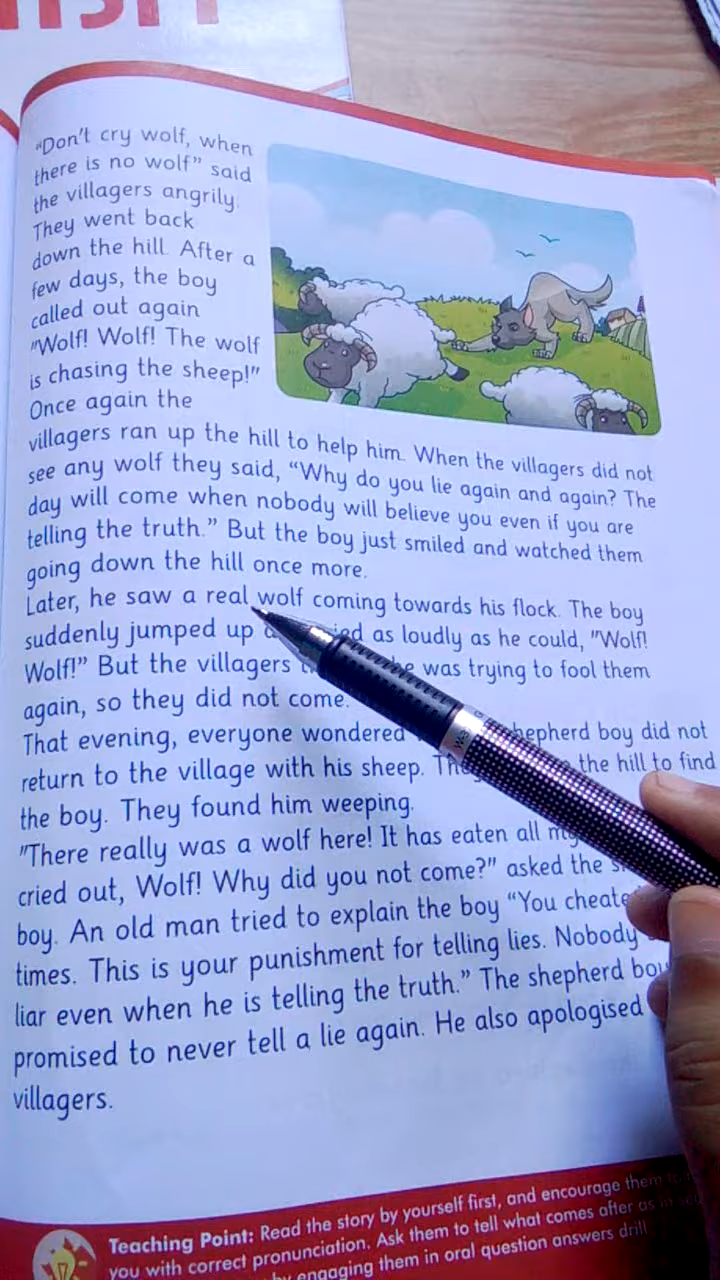 "Don't cry wolf, when
there is no wolf" said
the villagers angrily.
They went back
down the hill. After a
few days, the boy
called out again
"Wolf! Wolf! The wolf
is chasing the sheep!"
Once again the
villagers ran up the hill to help him. When the villagers did not
see any wolf they said, "Why do you lie again and again? The
day will come when nobody will believe you even if you are
telling the truth." But the boy just smiled and watched them
going down the hill once more.
Later, he saw a real wolf coming towards his flock. The boy
suddenly jumped up as loudly as he could, "Wolf!
Wolf!" But the villagers he was trying to fool them
again, so they did not come.
That evening, everyone wondered shepherd boy did not
return to the village with his sheep. the hill to find
the boy. They found him weeping.
"There really was a wolf here! It has eaten all
cried out, Wolf! Why did you not come?" asked the
boy. An old man tried to explain the boy "You
times. This is your punishment for telling lies. Nobody
liar even when he is telling the truth." The shepherd boy
promised to never tell a lie again. He also apologised
villagers.
Teaching Point: Read the story by yourself first, and encourage them
you with correct pronunciation. Ask them to tell what comes after
by engaging them in oral question answers drill